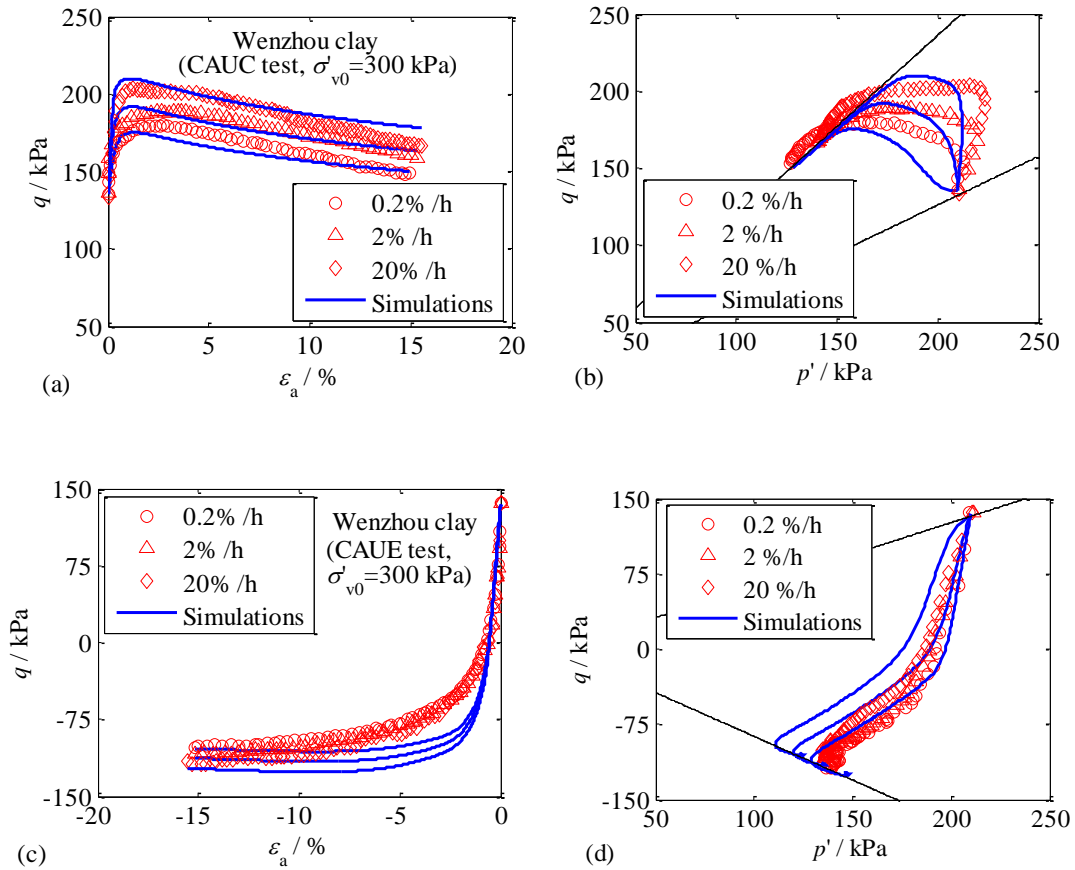 250
200
150
100
50
q / kPa
Wenzhou clay
(CAUC test, σ'v0=300 kPa)
0.2% /h
2% /h
20% /h
Simulations
0 5 10 15 20
εa / %
(a)
250
200
150
100
50
q / kPa
0.2 %/h
2 %/h
20 %/h
Simulations
50 100 150 200 250
p' / kPa
(b)
150
75
0
-75
-150
q / kPa
0.2% /h
2% /h
20% /h
Simulations
Wenzhou clay
(CAUE test,
σ'v0=300 kPa)
-20 -15 -10 -5 0
εa / %
(c)
150
75
0
-75
-150
q / kPa
0.2 %/h
2 %/h
20 %/h
Simulations
50 100 150 200 250
p' / kPa
(d)